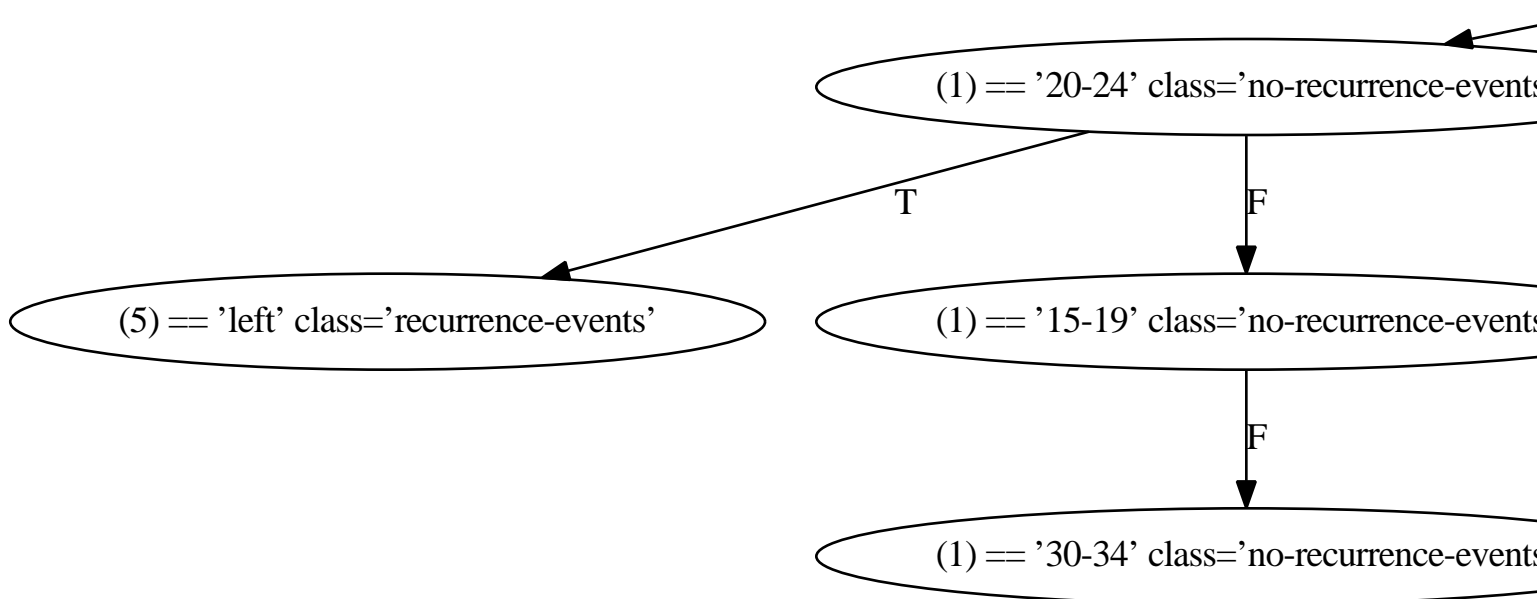 (1) == ’20-24’ class=’no-recurrence-events
T
F
(5) == ’left’ class=’recurrence-events’
(1) == ’15-19’ class=’no-recurrence-events
F
(1) == ’30-34’ class=’no-recurrence-events